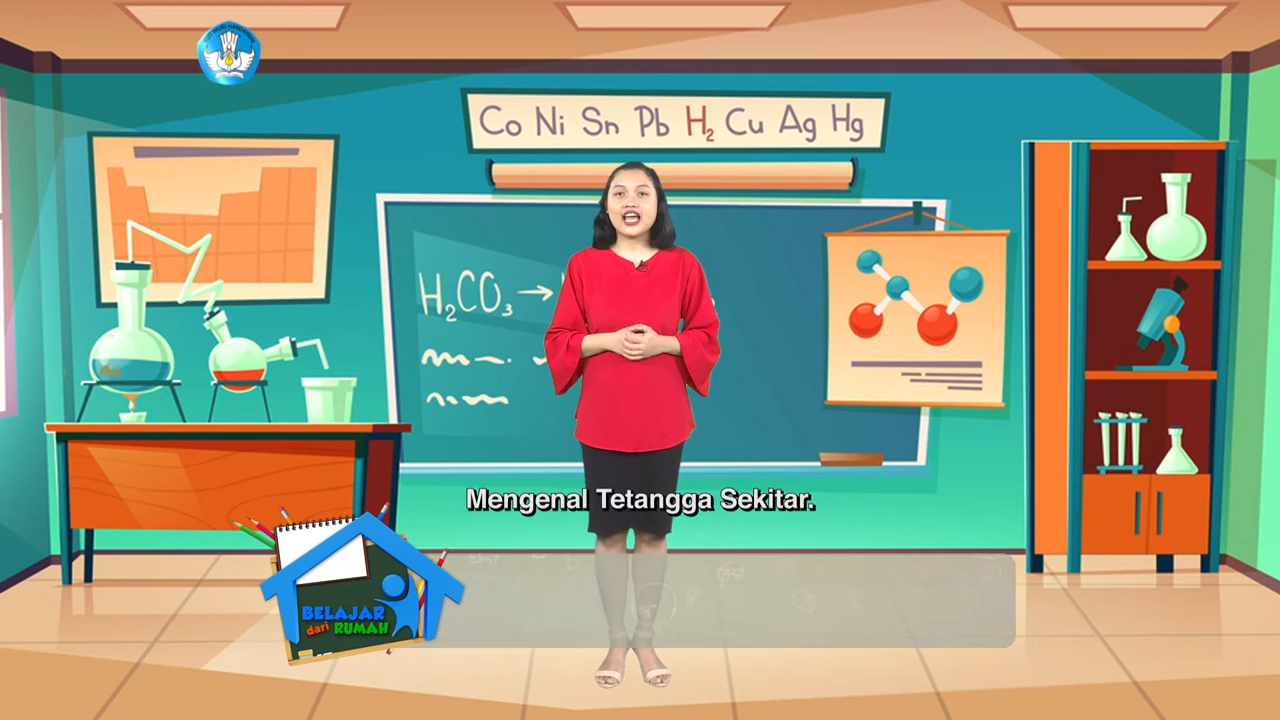 Co Ni Sn Pb H₂ Cu Ag Hg
H₂CO₃ →
Mengenal Tetangga Sekitar.
BELAJAR
dari RUMAH